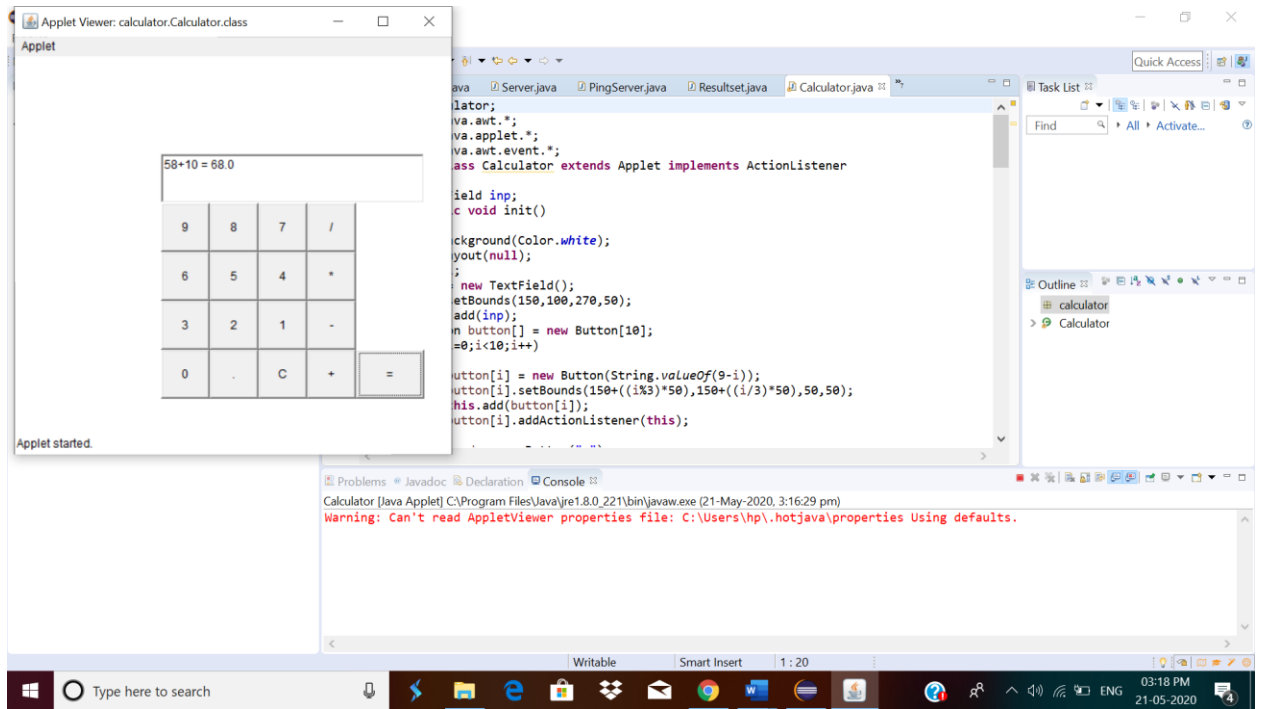 Applet Viewer: calculator.Calculator.class
Applet
58+10 = 68.0
9 8 7 /
6 5 4 *
3 2 1 -
0 . C + =
Applet started.
Quick Access
ava Server.java PingServer.java Resultset.java Calculator.java
lator;
va.awt.*;
va.applet.*;
va.awt.event.*;
ass Calculator extends Applet implements ActionListener
ield inp;
c void init()
ckground(Color.white);
yout(null);
;
new TextField();
etBounds(150,100,270,50);
add(inp);
n button[] = new Button[10];
=0;i<10;i++)
utton[i] = new Button(String.valueOf(9-i));
utton[i].setBounds(150+((i%3)*50),150+((i/3)*50),50,50);
his.add(button[i]);
utton[i].addActionListener(this);
Task List
Find All Activate...
Outline
calculator
Calculator
Problems Javadoc Declaration Console
Calculator [Java Applet] C:\Program Files\Java\jre1.8.0_221\bin\javaw.exe (21-May-2020, 3:16:29 pm)
Warning: Can't read AppletViewer properties file: C:\Users\hp\.hotjava\properties Using defaults.
Writable Smart Insert 1 : 20
Type here to search
ENG
03:18 PM
21-05-2020
4